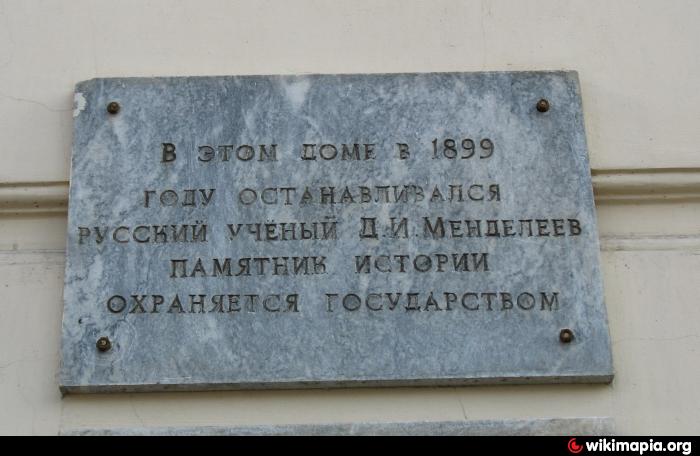 В ЭТОМ ДОМЕ В 1899
ГОДУ ОСТАНАВЛИВАЛСЯ
РУССКИЙ УЧЁНЫЙ Д.И. МЕНДЕЛЕЕВ
ПАМЯТНИК ИСТОРИИ
ОХРАНЯЕТСЯ ГОСУДАРСТВОМ
wikimapia.org